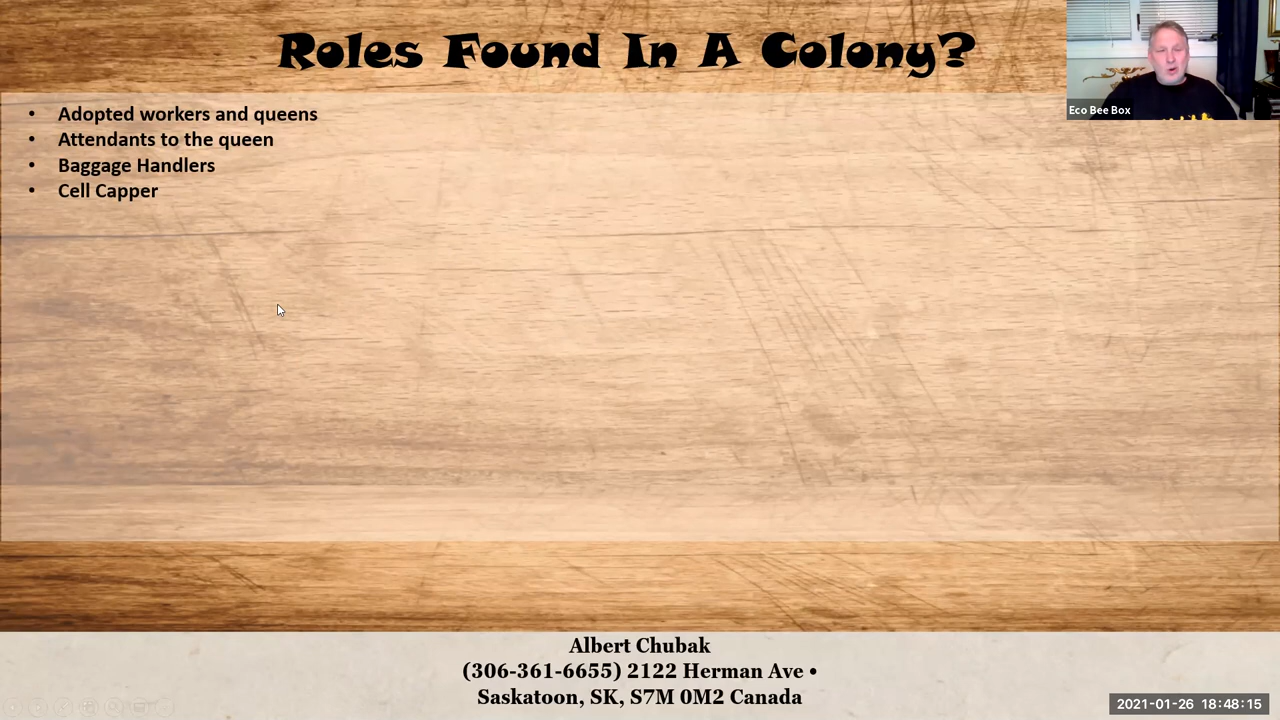 Roles Found In A Colony?
• Adopted workers and queens
• Attendants to the queen
• Baggage Handlers
• Cell Capper
Eco Bee Box
Albert Chubak
(306-361-6655) 2122 Herman Ave •
Saskatoon, SK, S7M 0M2 Canada
2021-01-26 18:48:15